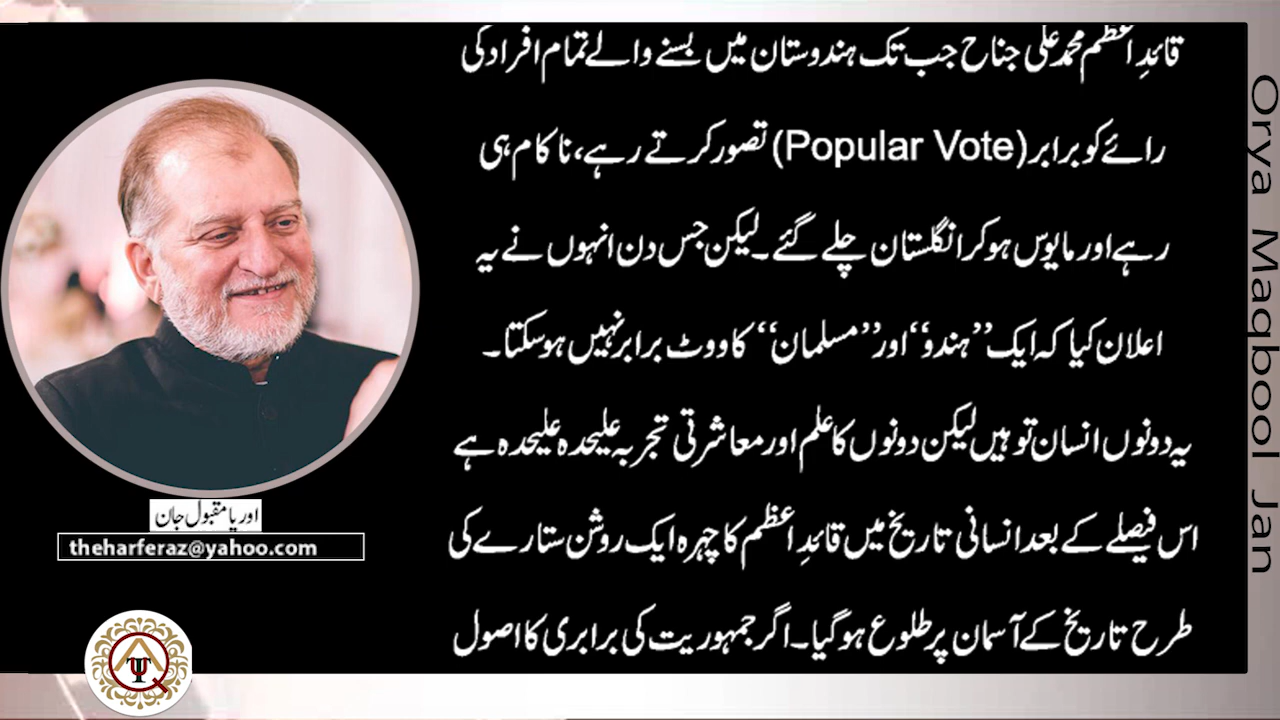 قائدِ اعظم محمد علی جناح جب تک ہندوستان میں بسنے والے تمام افراد کی
رائے کو برابر (Popular Vote) تصور کرتے رہے، ناکام ہی
رہے اور مایوس ہو کر انگلستان چلے گئے۔ لیکن جس دن انہوں نے یہ
اعلان کیا کہ ایک ”ہندو“ اور ”مسلمان“ کا ووٹ برابر نہیں ہو سکتا۔
یہ دونوں انسان تو ہیں لیکن دونوں کا علم اور معاشرتی تجربہ علیحدہ علیحدہ ہے
اس فیصلے کے بعد انسانی تاریخ میں قائدِ اعظم کا چہرہ ایک روشن ستارے کی
طرح تاریخ کے آسمان پر طلوع ہو گیا۔ اگر جمہوریت کی برابری کا اصول
اوریا مقبول جان
theharferaz@yahoo.com
Orya Maqbool Jan